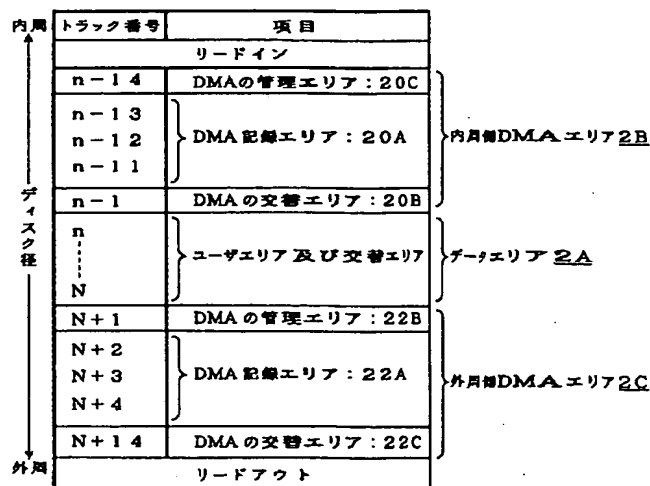 内周 トラック番号 項目
リードイン
n-14 DMAの管理エリア:20C
n-13
n-12 DMA記録エリア:20A 内周側DMAエリア2B
n-11
n-1 DMAの交替エリア:20B
ディスク径
n
ユーザエリア及び交替エリア データエリア2A
N
N+1 DMAの管理エリア:22B
N+2
N+3 DMA記録エリア:22A 外周側DMAエリア2C
N+4
N+14 DMAの交替エリア:22C
外周 リードアウト